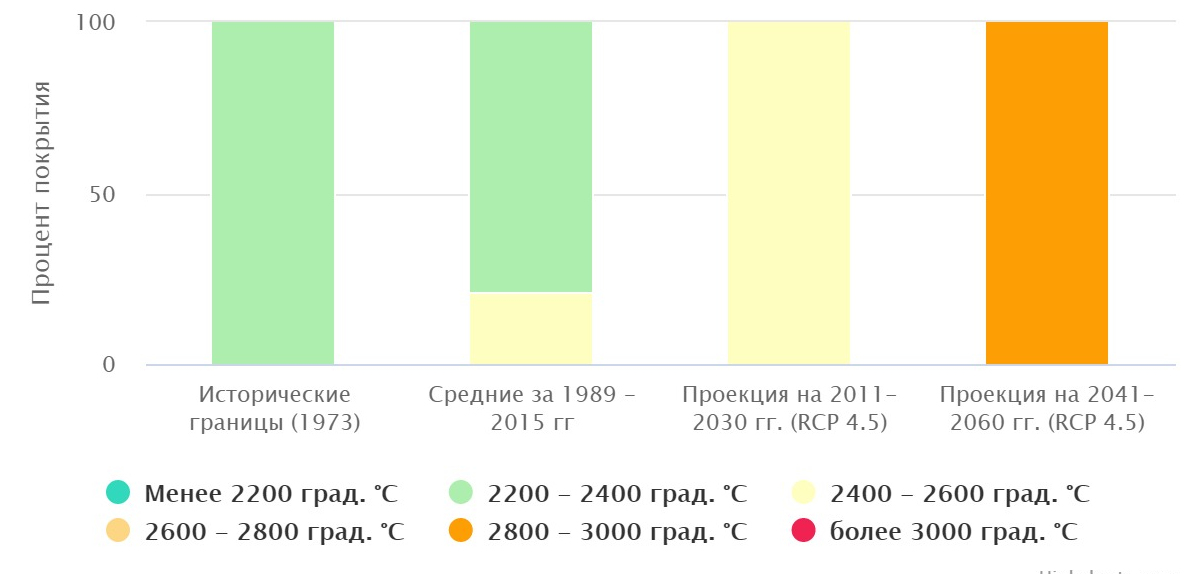 100
50
0
Процент покрытия
Исторические
границы (1973)
Средние за 1989 –
2015 гг
Проекция на 2011–
2030 гг. (RCP 4.5)
Проекция на 2041–
2060 гг. (RCP 4.5)
Менее 2200 град. °C
2200 – 2400 град. °C
2400 – 2600 град. °C
2600 – 2800 град. °C
2800 – 3000 град. °C
более 3000 град. °C